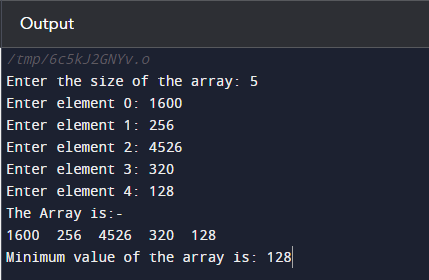 Output
/tmp/6c5kJ2GNYv.o
Enter the size of the array: 5
Enter element 0: 1600
Enter element 1: 256
Enter element 2: 4526
Enter element 3: 320
Enter element 4: 128
The Array is:-
1600  256  4526  320  128
Minimum value of the array is: 128